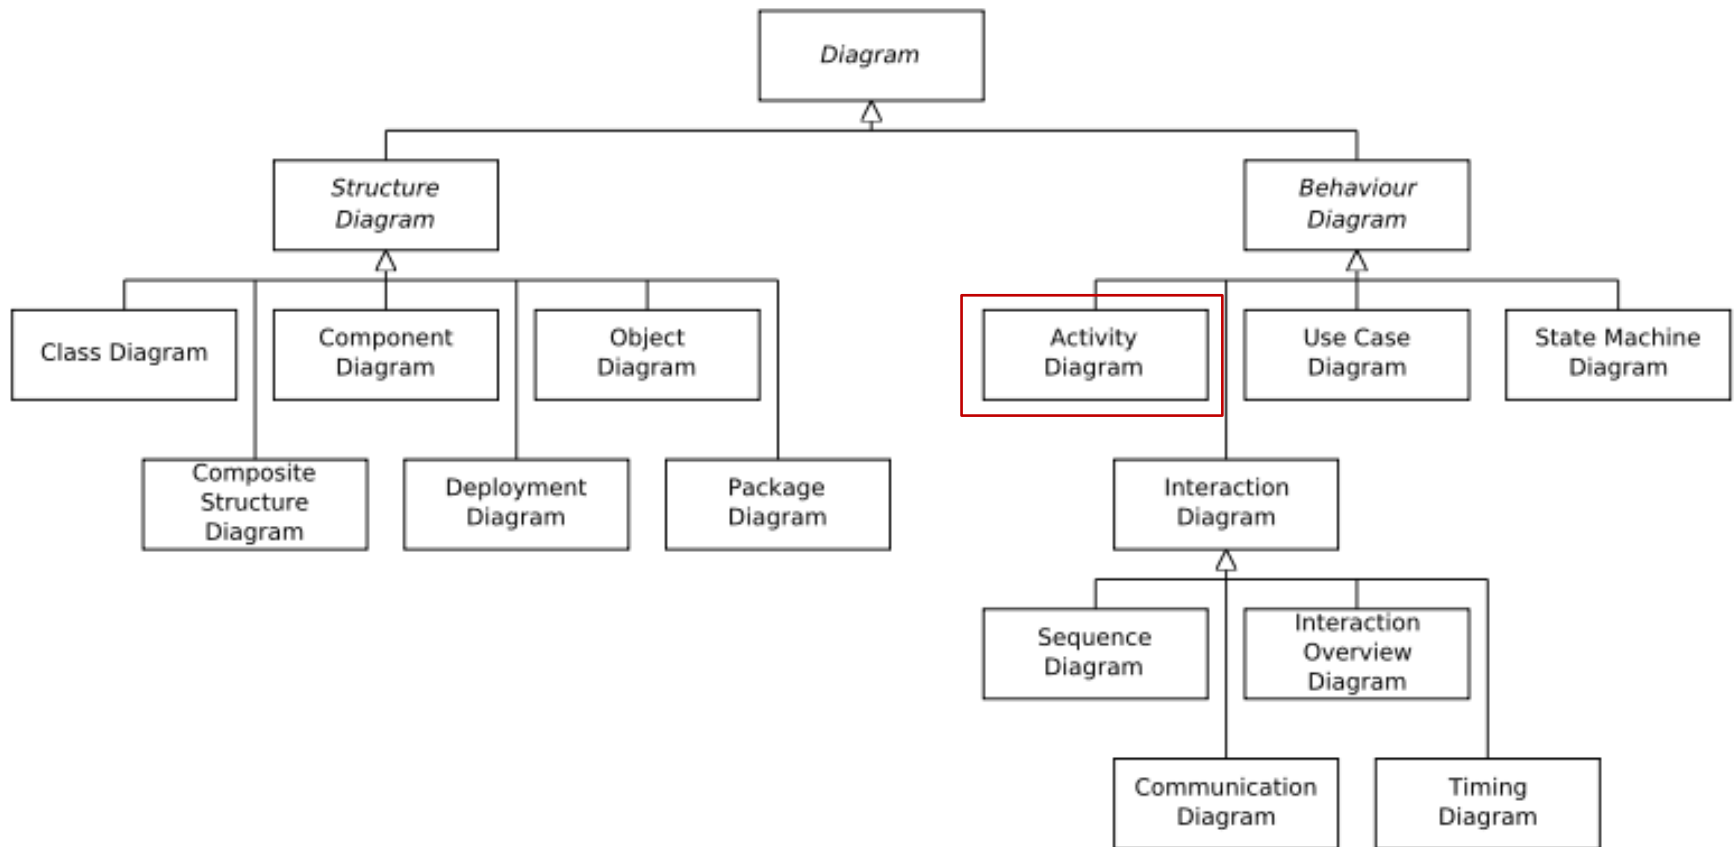 Diagram
Structure
Diagram
Behaviour
Diagram
Class Diagram
Component
Diagram
Object
Diagram
Activity
Diagram
Use Case
Diagram
State Machine
Diagram
Composite
Structure
Diagram
Deployment
Diagram
Package
Diagram
Interaction
Diagram
Sequence
Diagram
Interaction
Overview
Diagram
Communication
Diagram
Timing
Diagram